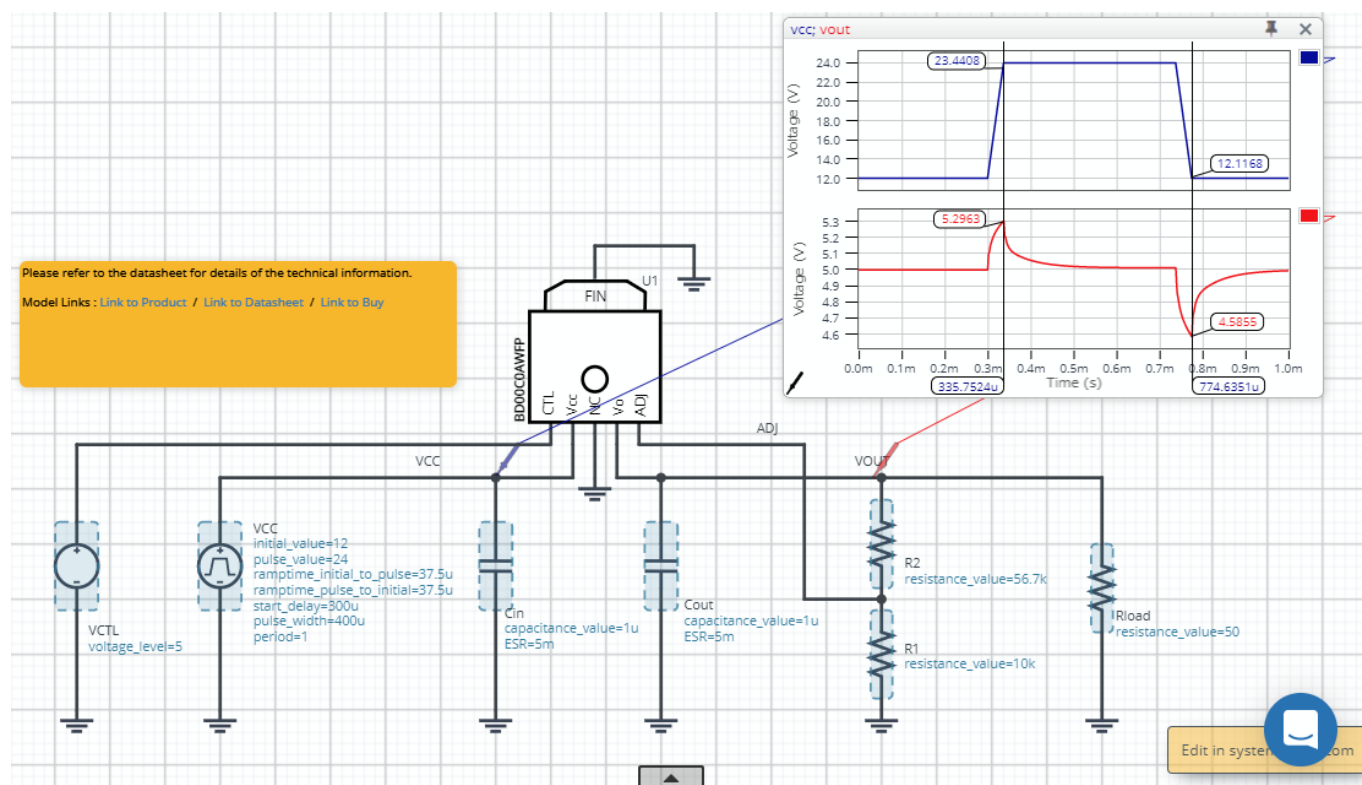 vcc; vout
Voltage (V)
24.0
22.0
20.0
18.0
16.0
14.0
12.0
23.4408
12.1168
Voltage (V)
5.3
5.2
5.1
5.0
4.9
4.8
4.7
4.6
5.2963
4.5855
0.0m 0.1m 0.2m 0.3m 0.4m 0.5m 0.6m 0.7m 0.8m 0.9m 1.0m
335.7524u
Time (s)
774.6351u
Please refer to the datasheet for details of the technical information.
Model Links : Link to Product / Link to Datasheet / Link to Buy
U1
FIN
BD00C0AWFP
CTL
Vcc
NC
Vo
ADJ
ADJ
VCC
VOUT
VCTL
voltage_level=5
VCC
initial_value=12
pulse_value=24
ramptime_initial_to_pulse=37.5u
ramptime_pulse_to_initial=37.5u
start_delay=300u
pulse_width=400u
period=1
Cin
capacitance_value=1u
ESR=5m
Cout
capacitance_value=1u
ESR=5m
R2
resistance_value=56.7k
R1
resistance_value=10k
Rload
resistance_value=50
Edit in